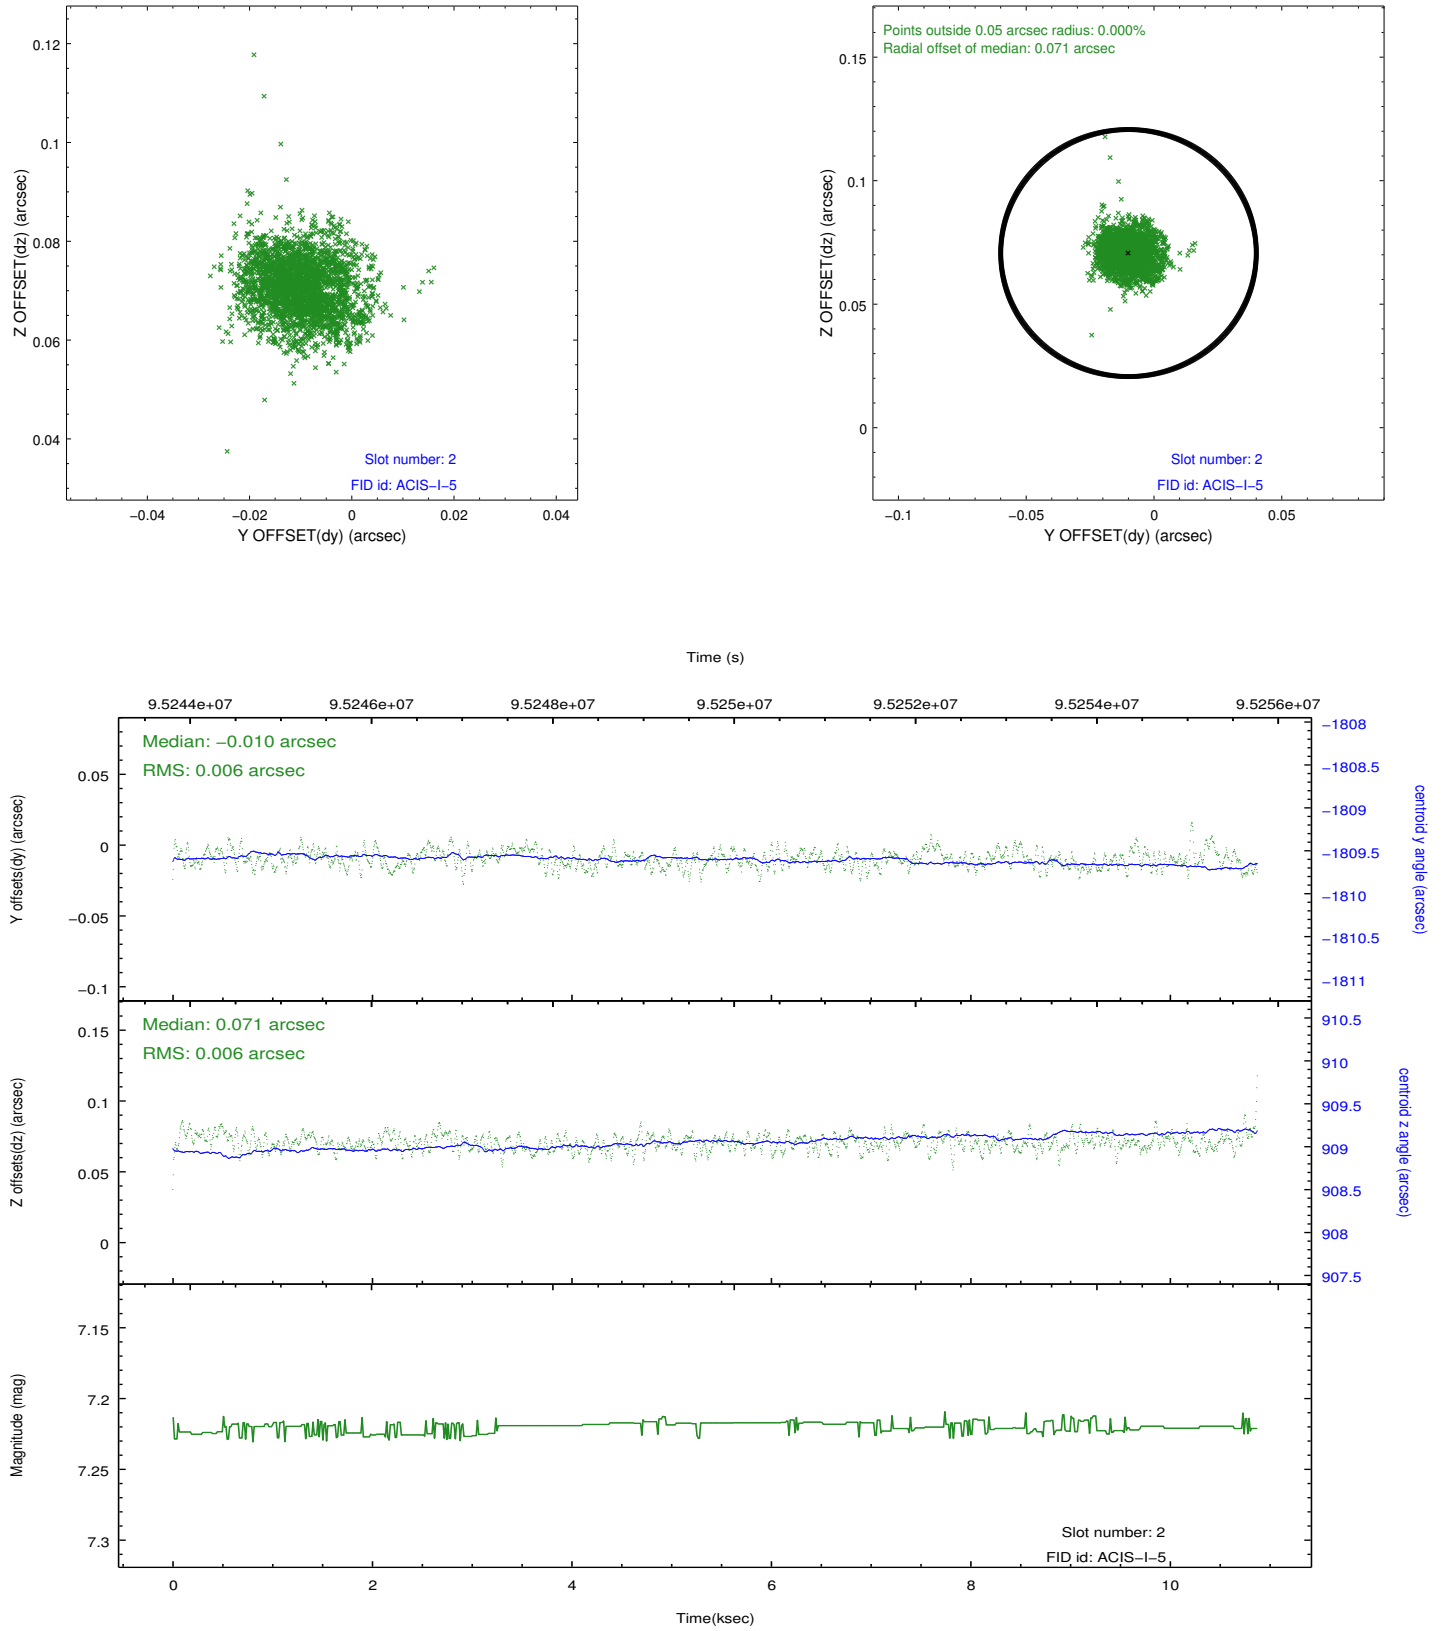 0.12
0.1
0.08
0.06
0.04
Z OFFSET(dz) (arcsec)
Slot number: 2
FID id: ACIS−I−5
−0.04 −0.02 0 0.02 0.04
Y OFFSET(dy) (arcsec)
Points outside 0.05 arcsec radius: 0.000%
Radial offset of median: 0.071 arcsec
0.15
0.1
0.05
0
Z OFFSET(dz) (arcsec)
Slot number: 2
FID id: ACIS−I−5
−0.1 −0.05 0 0.05
Y OFFSET(dy) (arcsec)
Time (s)
9.5244e+07 9.5246e+07 9.5248e+07 9.525e+07 9.5252e+07 9.5254e+07 9.5256e+07
Median: −0.010 arcsec
RMS: 0.006 arcsec
0.05
0
−0.05
−0.1
Y offsets(dy) (arcsec)
−1808
−1808.5
−1809
−1809.5
−1810
−1810.5
−1811
centroid y angle (arcsec)
Median: 0.071 arcsec
RMS: 0.006 arcsec
0.15
0.1
0.05
0
Z offsets(dz) (arcsec)
910.5
910
909.5
909
908.5
908
907.5
centroid z angle (arcsec)
7.15
7.2
7.25
7.3
Magnitude (mag)
Slot number: 2
FID id: ACIS−I−5
0 2 4 6 8 10
Time(ksec)